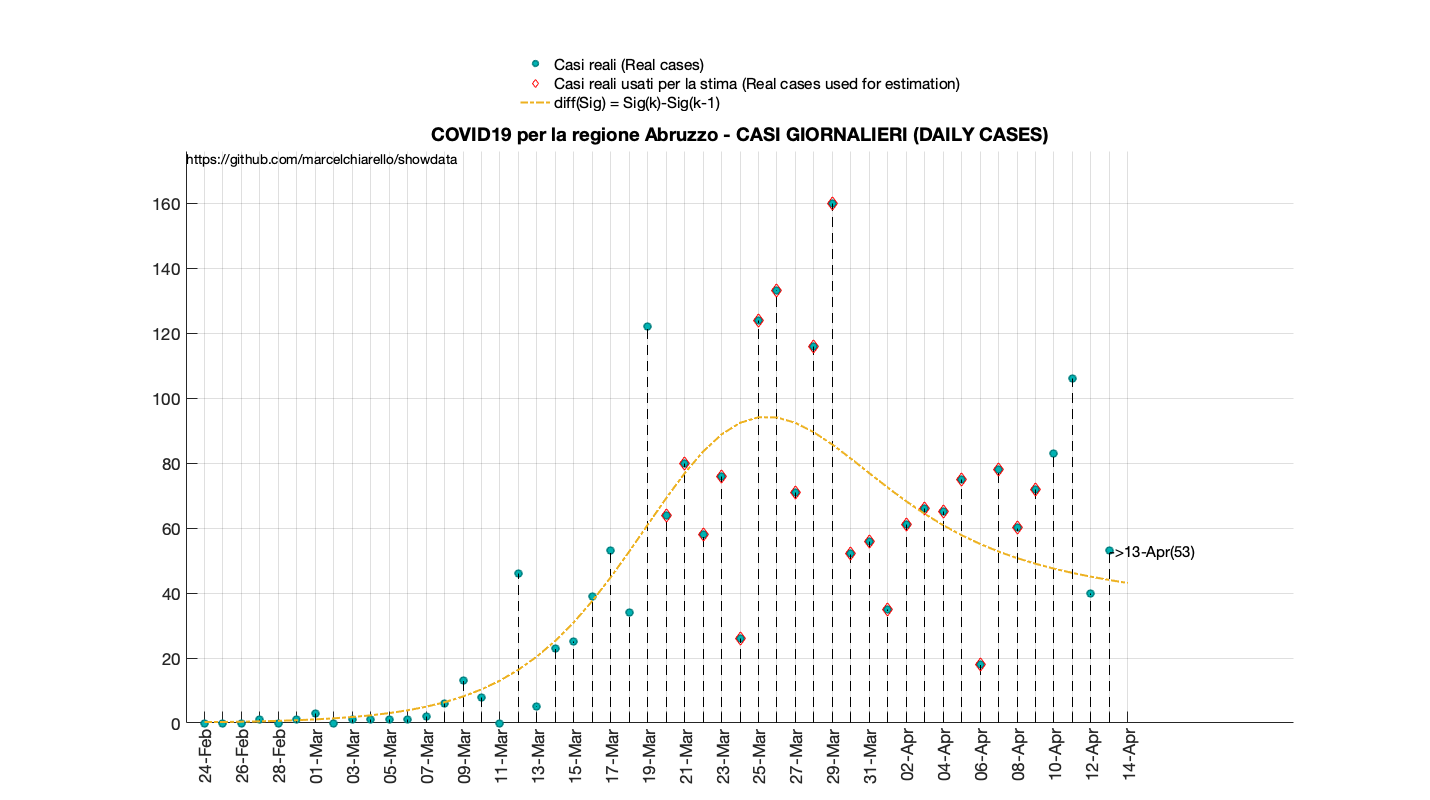 Casi reali (Real cases)
Casi reali usati per la stima (Real cases used for estimation)
diff(Sig) = Sig(k)-Sig(k-1)
COVID19 per la regione Abruzzo - CASI GIORNALIERI (DAILY CASES)
https://github.com/marcelchiarello/showdata
160
140
120
100
80
60
40
20
0
>13-Apr(53)
24-Feb
26-Feb
28-Feb
01-Mar
03-Mar
05-Mar
07-Mar
09-Mar
11-Mar
13-Mar
15-Mar
17-Mar
19-Mar
21-Mar
23-Mar
25-Mar
27-Mar
29-Mar
31-Mar
02-Apr
04-Apr
06-Apr
08-Apr
10-Apr
12-Apr
14-Apr